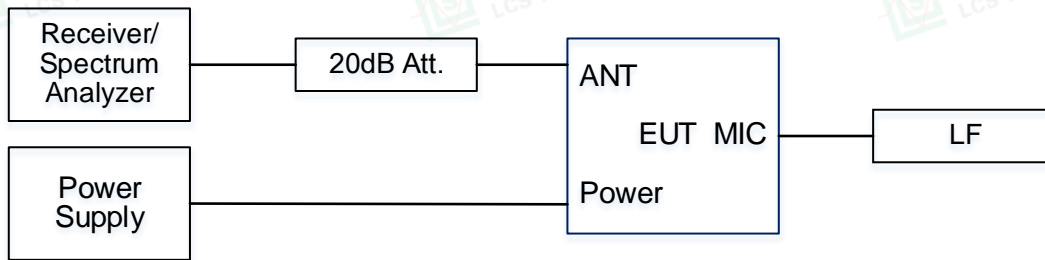 Receiver/
Spectrum
Analyzer
20dB Att.
ANT
EUT MIC
LF
Power
Power
Supply